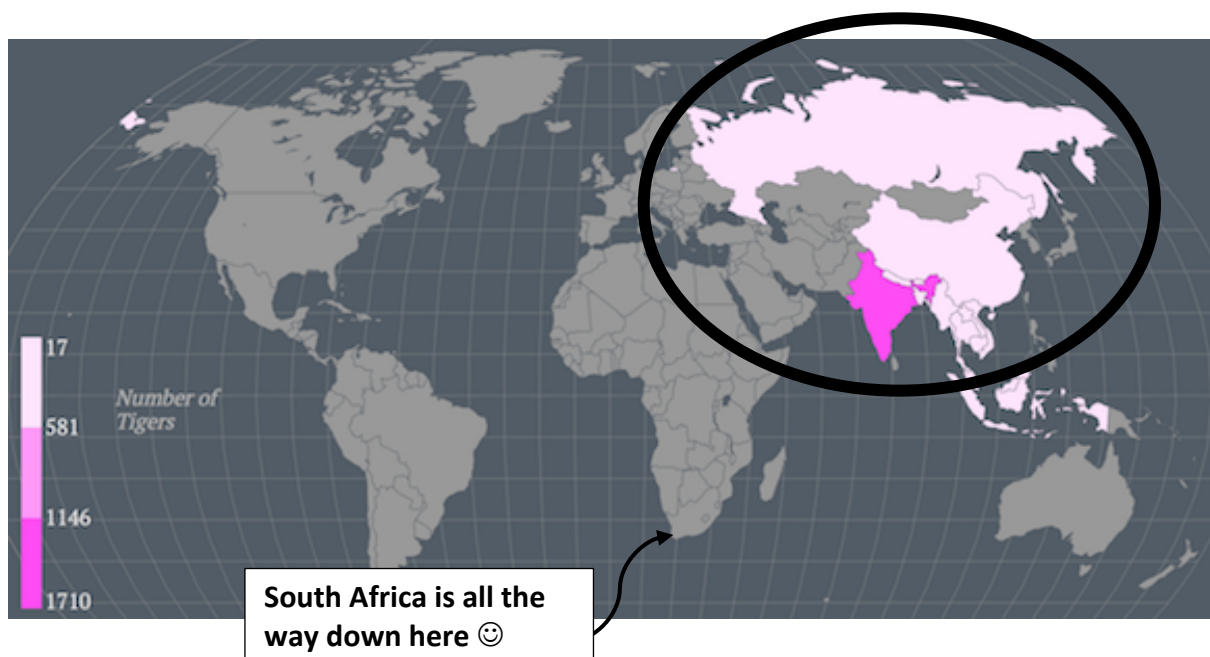 17
Number of
Tigers
581
1146
1710
South Africa is all the
way down here ☺